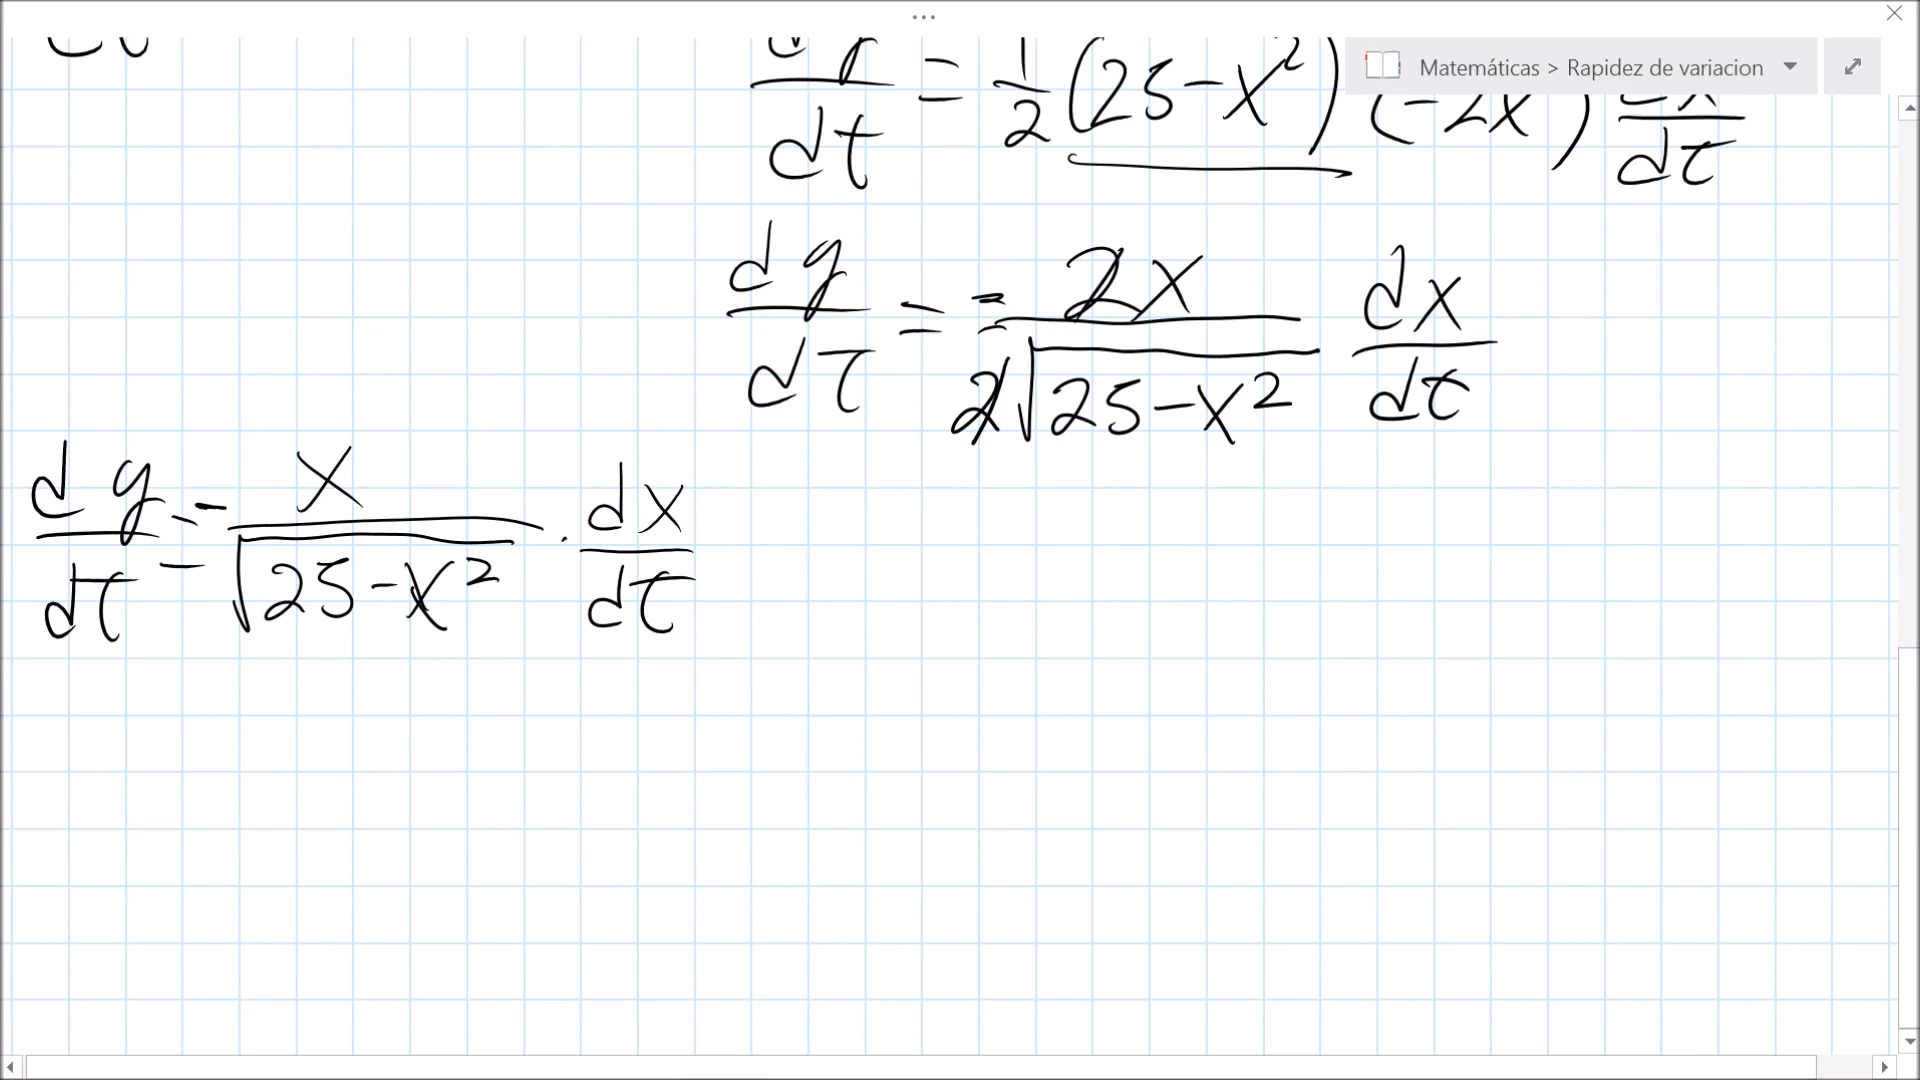 Matemáticas > Rapidez de variacion
dy/dt = 1/2 (25-x²) (-2x) dx/dt
dy/dt = - 2x/2√25-x² dx/dt
dy/dt = - x/√25-x² · dx/dt